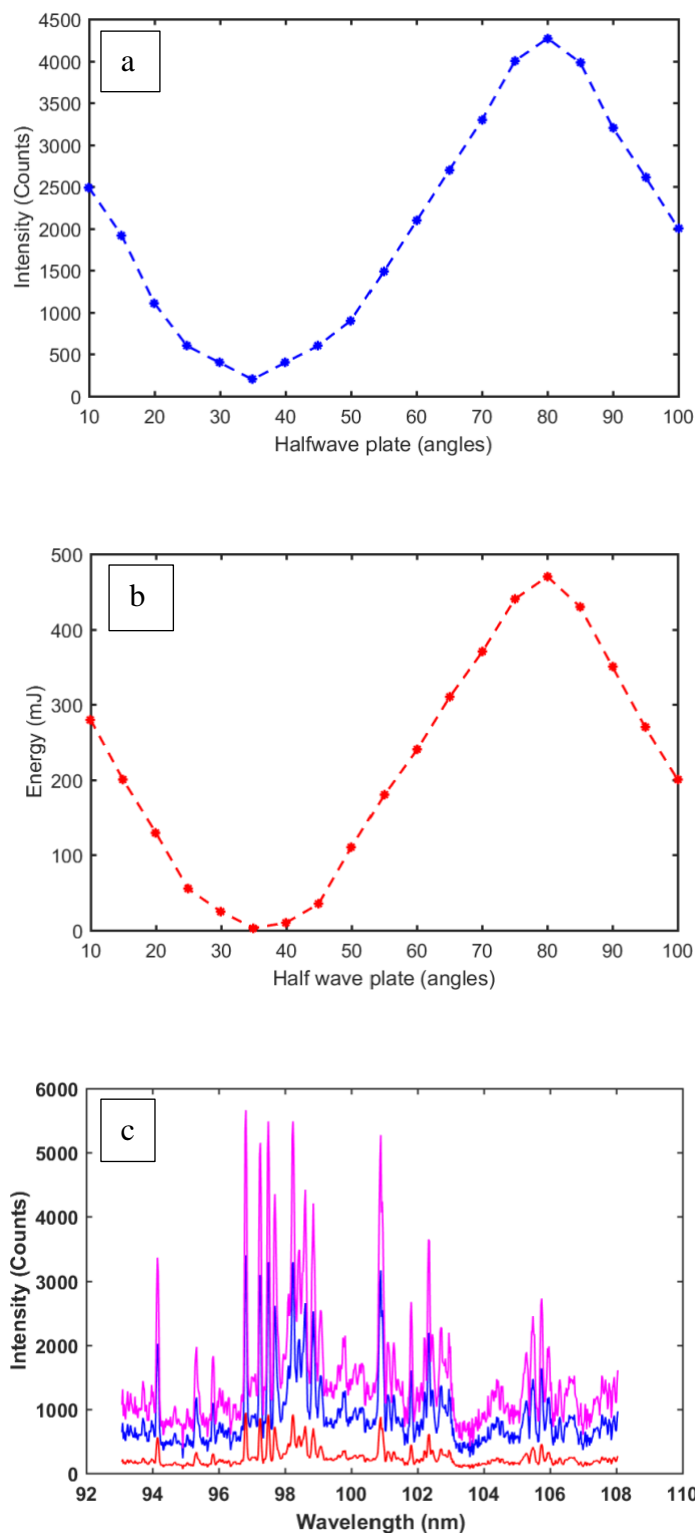 a
4500
4000
3500
3000
2500
2000
1500
1000
500
0
Intensity (Counts)
10 20 30 40 50 60 70 80 90 100
Halfwave plate (angles)
b
500
400
300
200
100
0
Energy (mJ)
10 20 30 40 50 60 70 80 90 100
Half wave plate (angles)
c
6000
5000
4000
3000
2000
1000
0
Intensity (Counts)
92 94 96 98 100 102 104 106 108 110
Wavelength (nm)